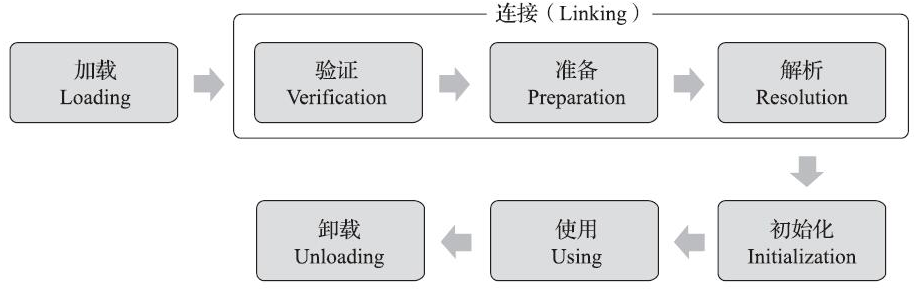 连接（Linking）
加载
Loading
验证
Verification
准备
Preparation
解析
Resolution
初始化
Initialization
使用
Using
卸载
Unloading